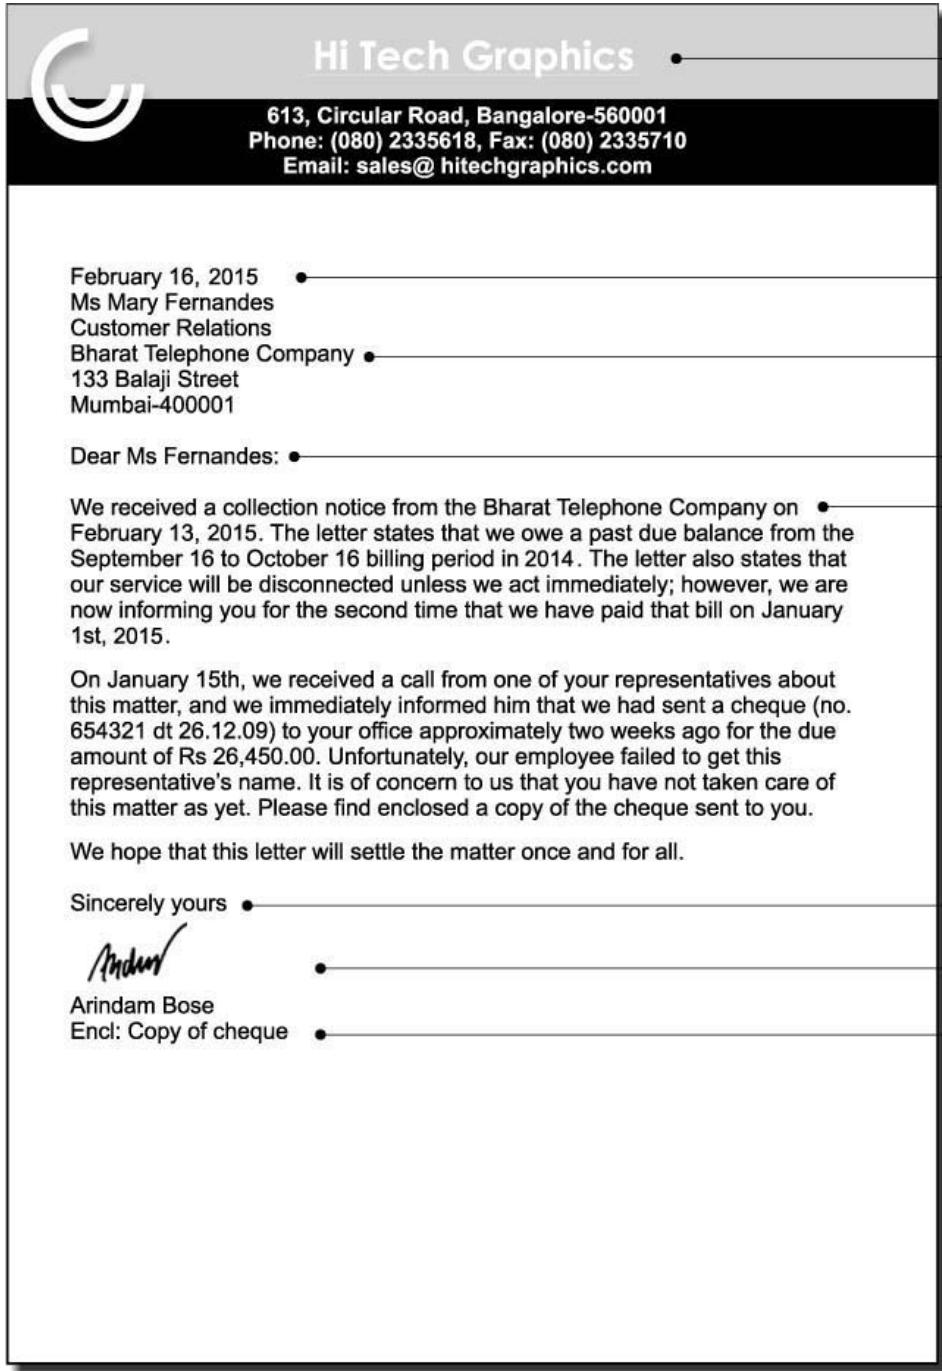 Hi Tech Graphics
613, Circular Road, Bangalore-560001
Phone: (080) 2335618, Fax: (080) 2335710
Email: sales@ hitechgraphics.com
February 16, 2015
Ms Mary Fernandes
Customer Relations
Bharat Telephone Company
133 Balaji Street
Mumbai-400001
Dear Ms Fernandes:
We received a collection notice from the Bharat Telephone Company on
February 13, 2015. The letter states that we owe a past due balance from the
September 16 to October 16 billing period in 2014. The letter also states that
our service will be disconnected unless we act immediately; however, we are
now informing you for the second time that we have paid that bill on January
1st, 2015.
On January 15th, we received a call from one of your representatives about
this matter, and we immediately informed him that we had sent a cheque (no.
654321 dt 26.12.09) to your office approximately two weeks ago for the due
amount of Rs 26,450.00. Unfortunately, our employee failed to get this
representative's name. It is of concern to us that you have not taken care of
this matter as yet. Please find enclosed a copy of the cheque sent to you.
We hope that this letter will settle the matter once and for all.
Sincerely yours
Arindam Bose
Encl: Copy of cheque